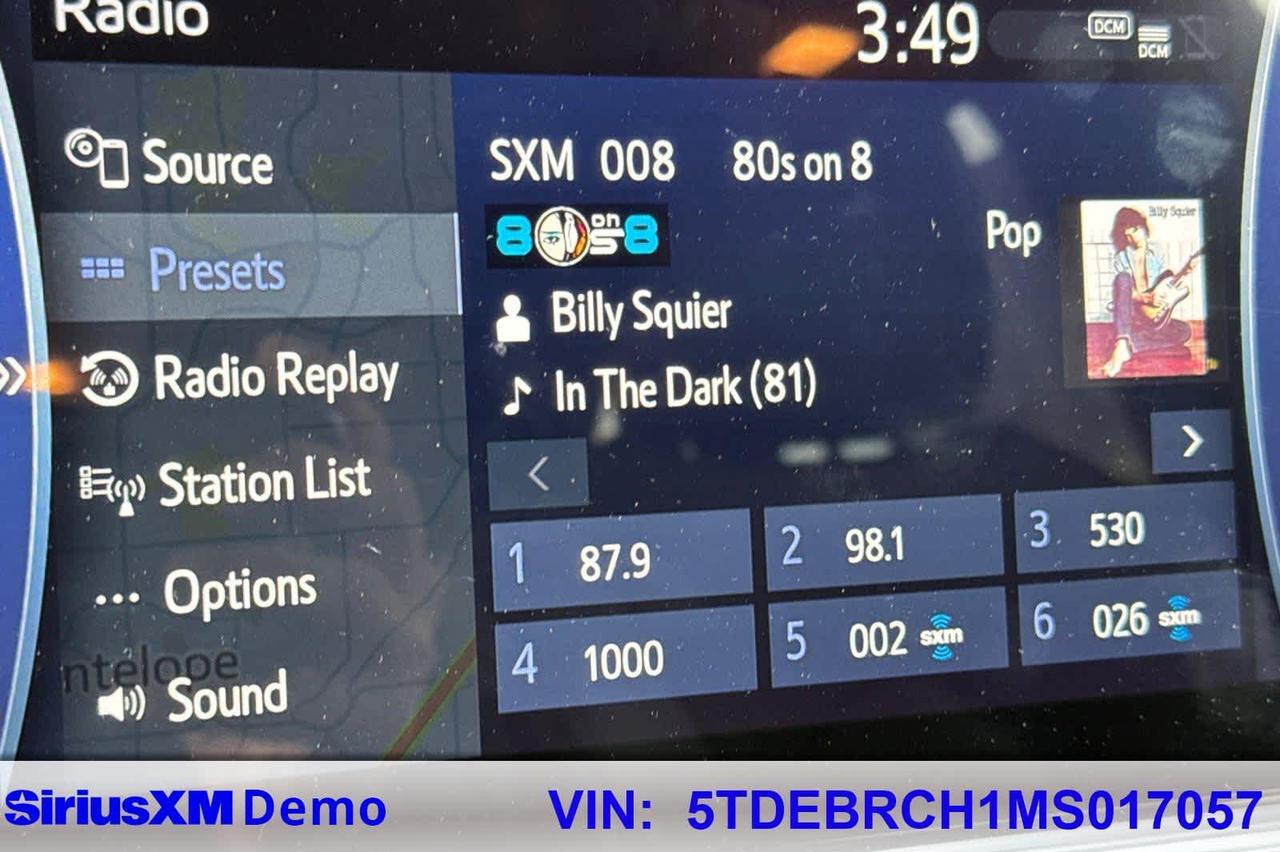 Radio
3:49
DCM
DCM
Source
Presets
Radio Replay
Station List
Options
ntelope
Sound
SXM 008 80s on 8
8 on s 8
Pop
Billy Squier
Billy Squier
In The Dark (81)
1 87.9
2 98.1
3 530
4 1000
5 002 sxm
6 026 sxm
SiriusXM Demo
VIN: 5TDEBRCH1MS017057